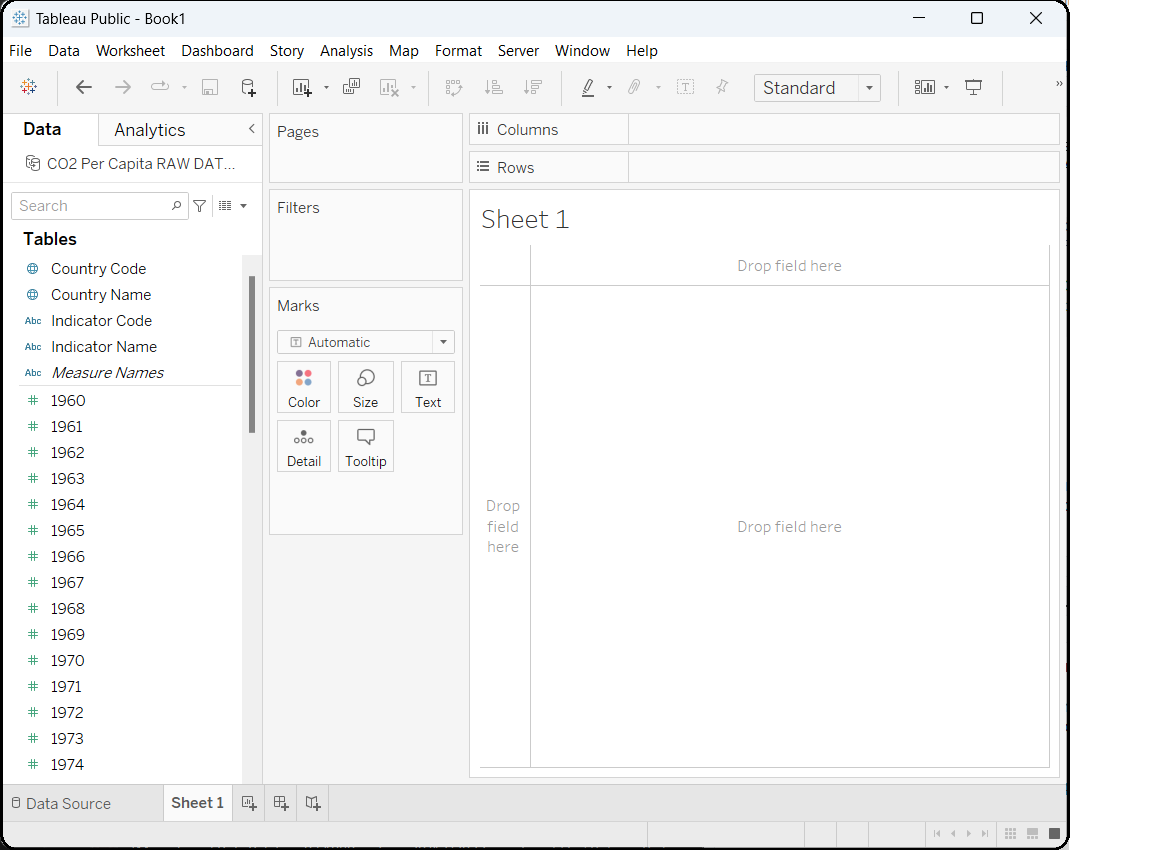 Tableau Public - Book1
File Data Worksheet Dashboard Story Analysis Map Format Server Window Help
Standard
»
Data
Analytics
CO2 Per Capita RAW DAT...
Search
Tables
Country Code
Country Name
Abc Indicator Code
Abc Indicator Name
Abc Measure Names
# 1960
# 1961
# 1962
# 1963
# 1964
# 1965
# 1966
# 1967
# 1968
# 1969
# 1970
# 1971
# 1972
# 1973
# 1974
Pages
Filters
Marks
T Automatic
Color Size T Text
Detail Tooltip
Columns
Rows
Sheet 1
Drop field here
Drop
field
here
Drop field here
Data Source Sheet 1